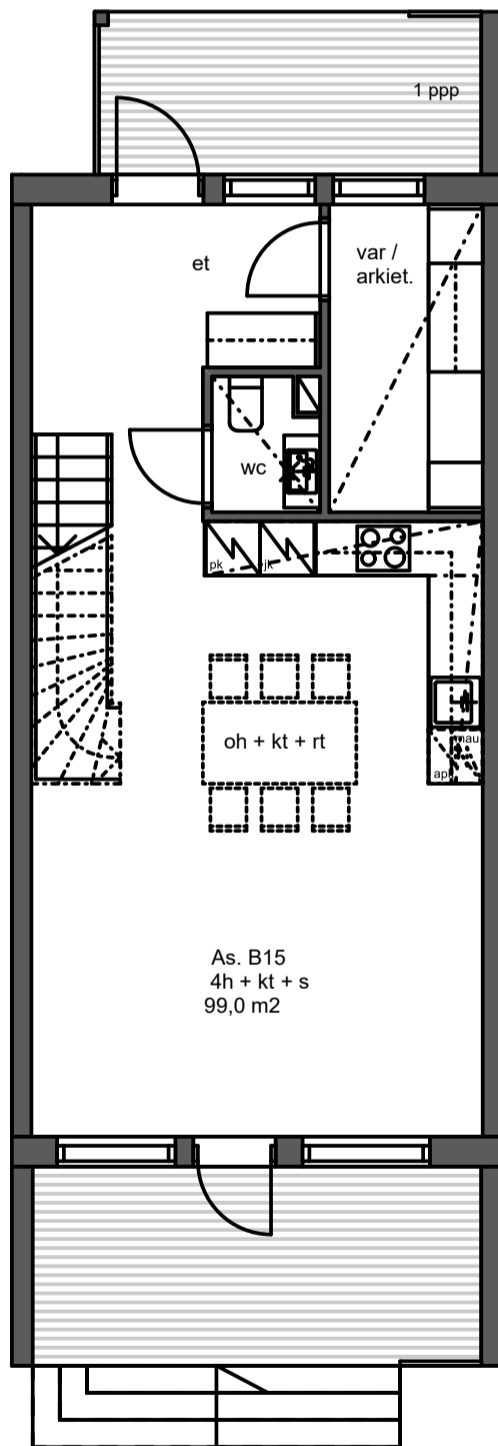 1 ppp
et
var /
arkiet.
wc
pk
jk
oh + kt + rt
mau
apk
As. B15
4h + kt + s
99,0 m2